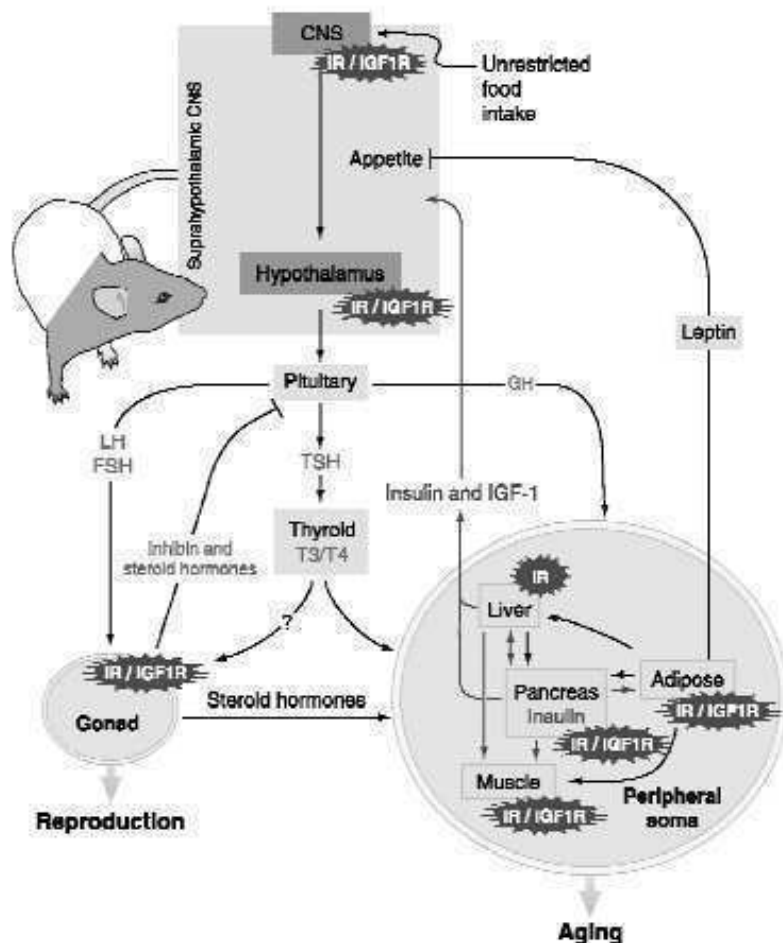 CNS
IR / IGF1R
Unrestricted
food
intake
Suprahypothalamic CNS
Appetite
Hypothalamus
IR / IGF1R
Leptin
Pituitary
GH
LH
FSH
TSH
Insulin and IGF-1
Thyroid
T3/T4
Inhibin and
steroid hormones
IR
Liver
?
IR / IGF1R
Adipose
Pancreas
Insulin
Steroid hormones
IR / IGF1R
Gonad
IR / IGF1R
Muscle
Peripheral
soma
IR / IGF1R
Reproduction
Aging